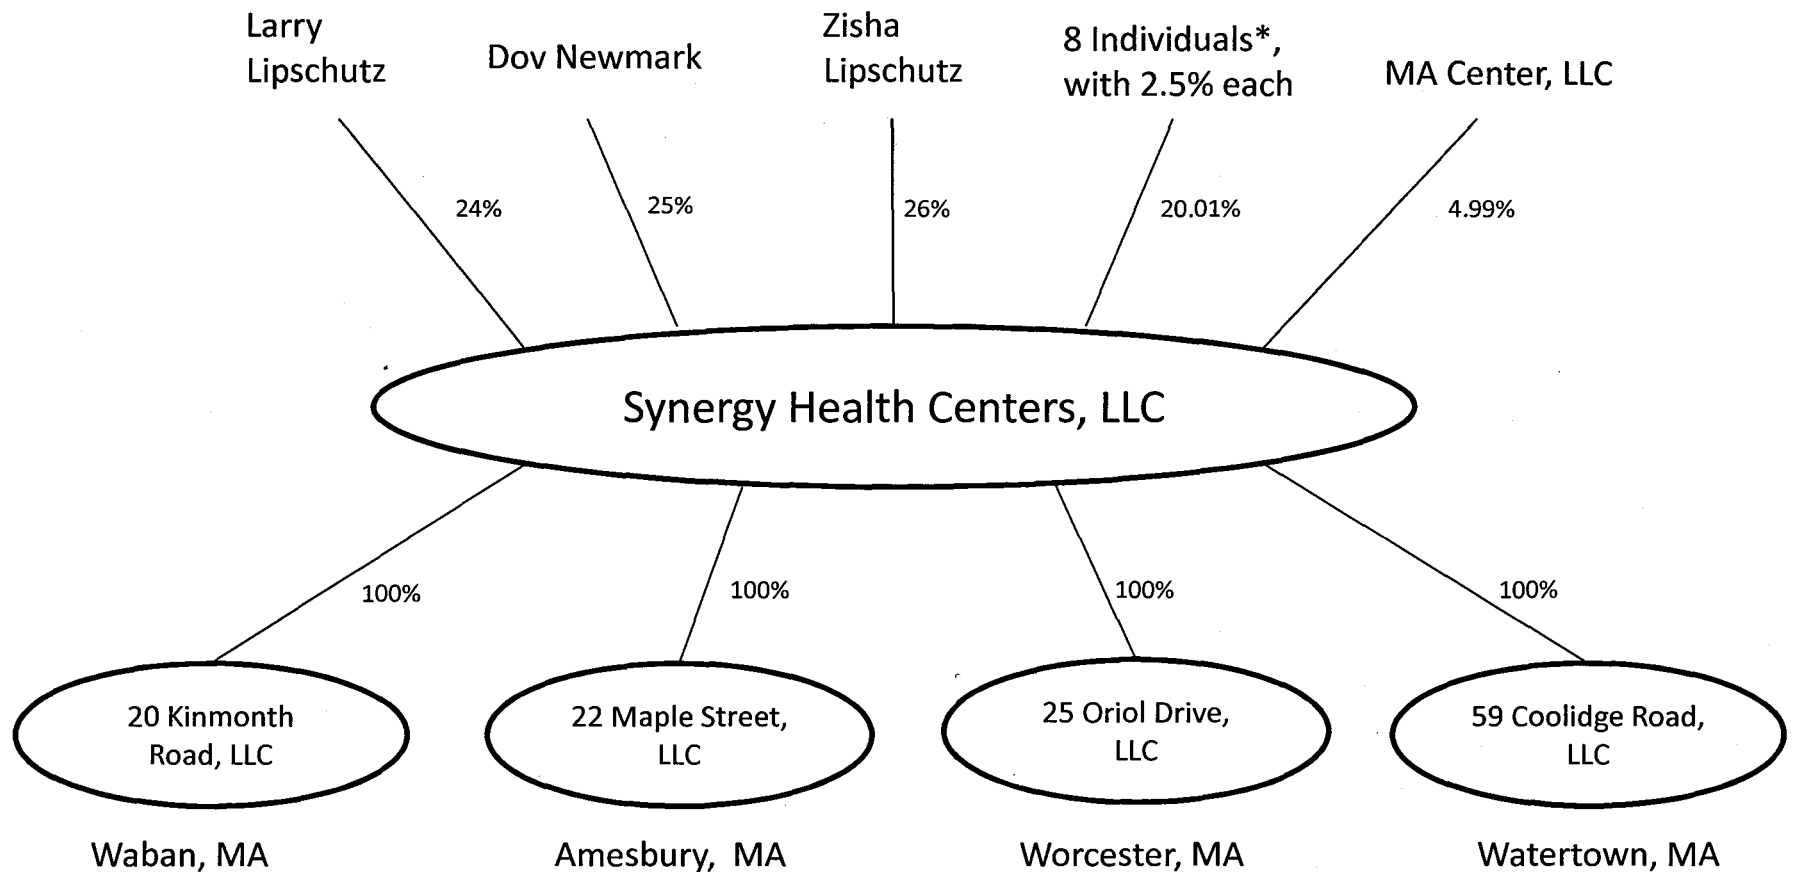 Larry
Lipschutz
Dov Newmark
Zisha
Lipschutz
8 Individuals*,
with 2.5% each
MA Center, LLC
24%
25%
26%
20.01%
4.99%
Synergy Health Centers, LLC
100%
100%
100%
100%
20 Kinmonth
Road, LLC
22 Maple Street,
LLC
25 Oriol Drive,
LLC
59 Coolidge Road,
LLC
Waban, MA
Amesbury, MA
Worcester, MA
Watertown, MA